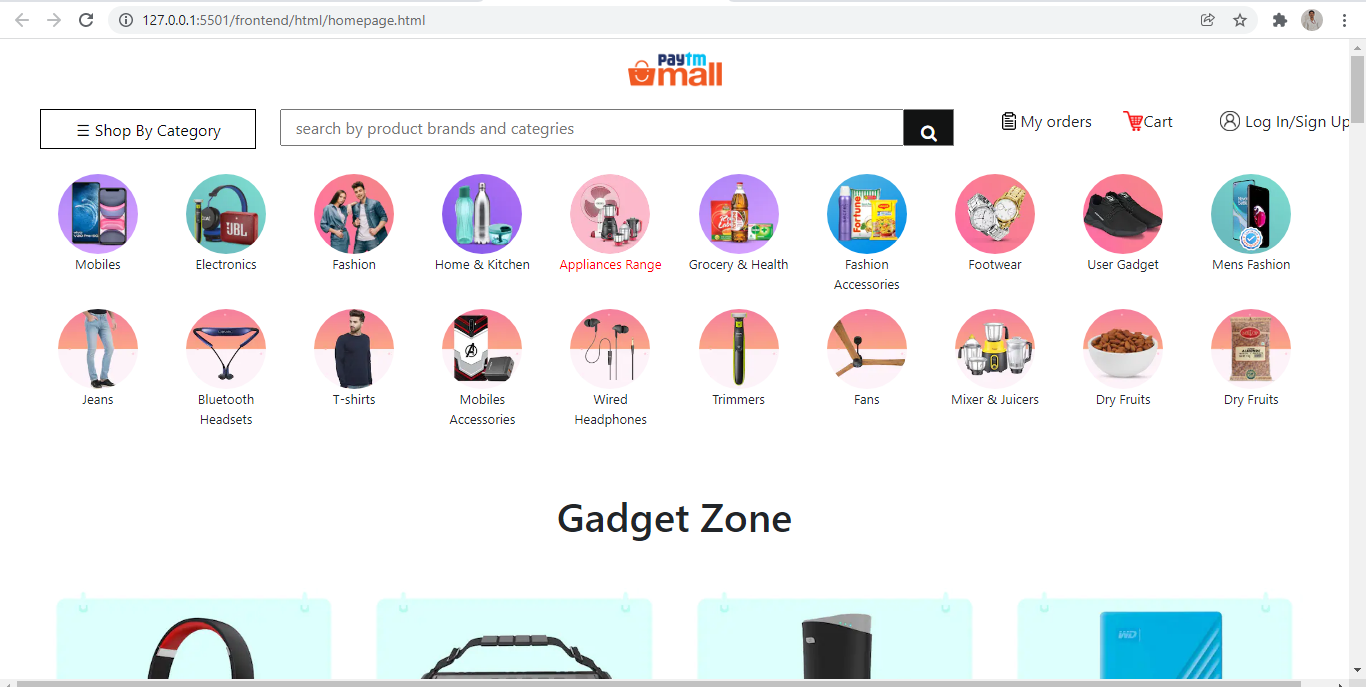 127.0.0.1:5501/frontend/html/homepage.html
paytm
mall
☰ Shop By Category
search by product brands and categries
My orders
Cart
Log In/Sign Up
JBL
Fortune
Mobiles
Electronics
Fashion
Home & Kitchen
Appliances Range
Grocery & Health
Fashion
Accessories
Footwear
User Gadget
Mens Fashion
Jeans
Bluetooth
Headsets
T-shirts
Mobiles
Accessories
Wired
Headphones
Trimmers
Fans
Mixer & Juicers
Dry Fruits
Dry Fruits
Gadget Zone
WD